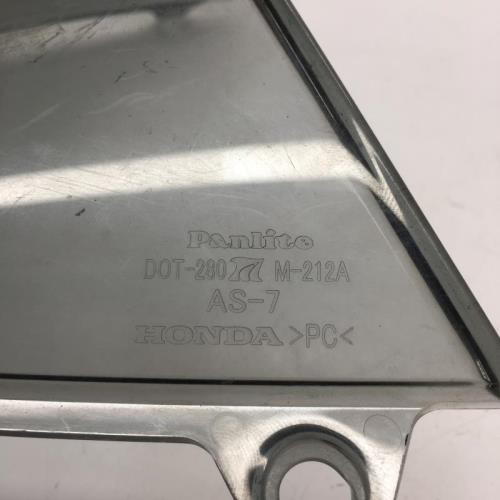 Panlite
DOT-280 M-212A
AS-7
HONDA >PC<